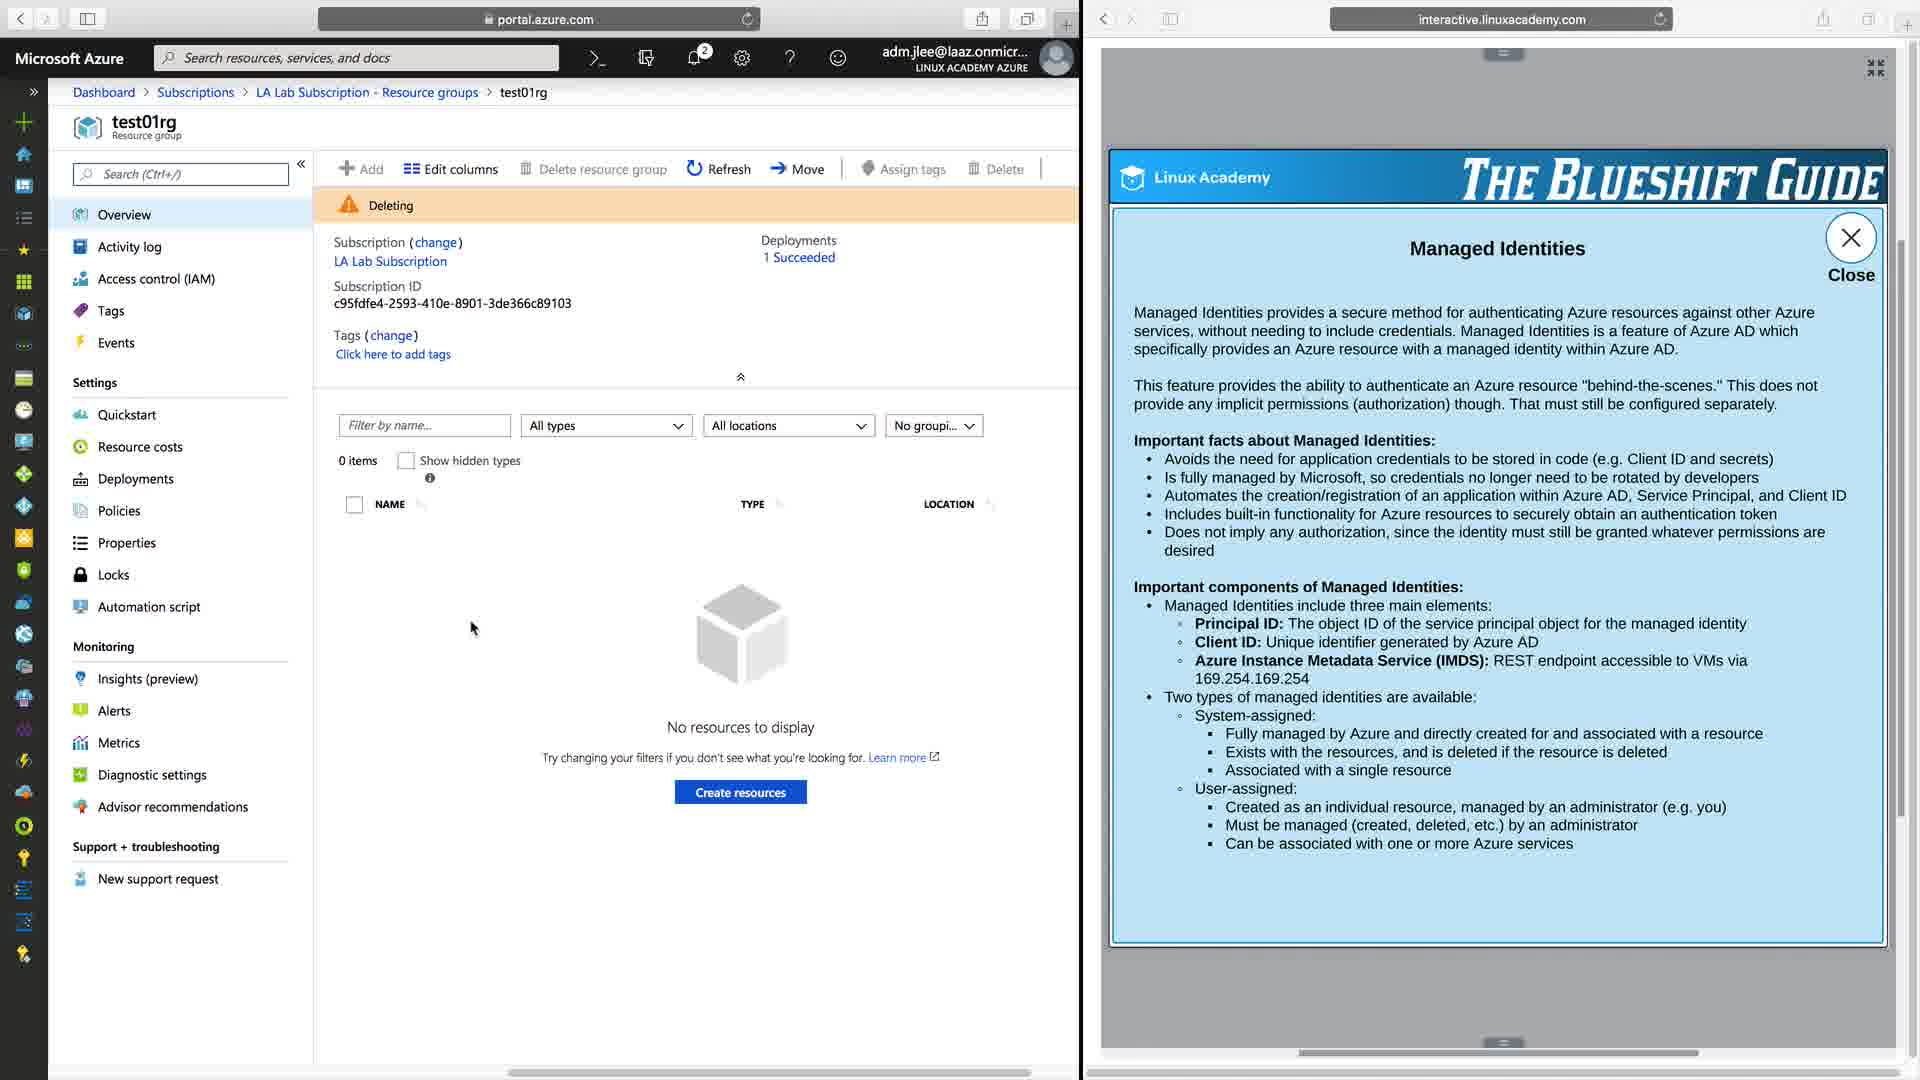 portal.azure.com
Microsoft Azure
Search resources, services, and docs
2
adm.jlee@laaz.onmicr...
LINUX ACADEMY AZURE
Dashboard > Subscriptions > LA Lab Subscription - Resource groups > test01rg
test01rg
Resource group
Search (Ctrl+/)
Overview
Activity log
Access control (IAM)
Tags
Events
Settings
Quickstart
Resource costs
Deployments
Policies
Properties
Locks
Automation script
Monitoring
Insights (preview)
Alerts
Metrics
Diagnostic settings
Advisor recommendations
Support + troubleshooting
New support request
Add Edit columns Delete resource group Refresh Move Assign tags Delete
Deleting
Subscription (change)
LA Lab Subscription
Subscription ID
c95fdfe4-2593-410e-8901-3de366c89103
Tags (change)
Click here to add tags
Deployments
1 Succeeded
Filter by name... All types All locations No groupi...
0 items Show hidden types
NAME TYPE LOCATION
No resources to display
Try changing your filters if you don't see what you're looking for. Learn more
Create resources
interactive.linuxacademy.com
Linux Academy
THE BLUESHIFT GUIDE
Managed Identities
Close
Managed Identities provides a secure method for authenticating Azure resources against other Azure
services, without needing to include credentials. Managed Identities is a feature of Azure AD which
specifically provides an Azure resource with a managed identity within Azure AD.
This feature provides the ability to authenticate an Azure resource "behind-the-scenes." This does not
provide any implicit permissions (authorization) though. That must still be configured separately.
Important facts about Managed Identities:
• Avoids the need for application credentials to be stored in code (e.g. Client ID and secrets)
• Is fully managed by Microsoft, so credentials no longer need to be rotated by developers
• Automates the creation/registration of an application within Azure AD, Service Principal, and Client ID
• Includes built-in functionality for Azure resources to securely obtain an authentication token
• Does not imply any authorization, since the identity must still be granted whatever permissions are
desired
Important components of Managed Identities:
• Managed Identities include three main elements:
◦ Principal ID: The object ID of the service principal object for the managed identity
◦ Client ID: Unique identifier generated by Azure AD
◦ Azure Instance Metadata Service (IMDS): REST endpoint accessible to VMs via
169.254.169.254
• Two types of managed identities are available:
◦ System-assigned:
▪ Fully managed by Azure and directly created for and associated with a resource
▪ Exists with the resources, and is deleted if the resource is deleted
▪ Associated with a single resource
◦ User-assigned:
▪ Created as an individual resource, managed by an administrator (e.g. you)
▪ Must be managed (created, deleted, etc.) by an administrator
▪ Can be associated with one or more Azure services